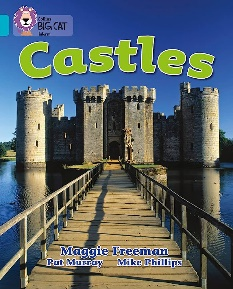 Collins
BIG CAT
Castles
Maggie Freeman
Pat Murray Mike Phillips